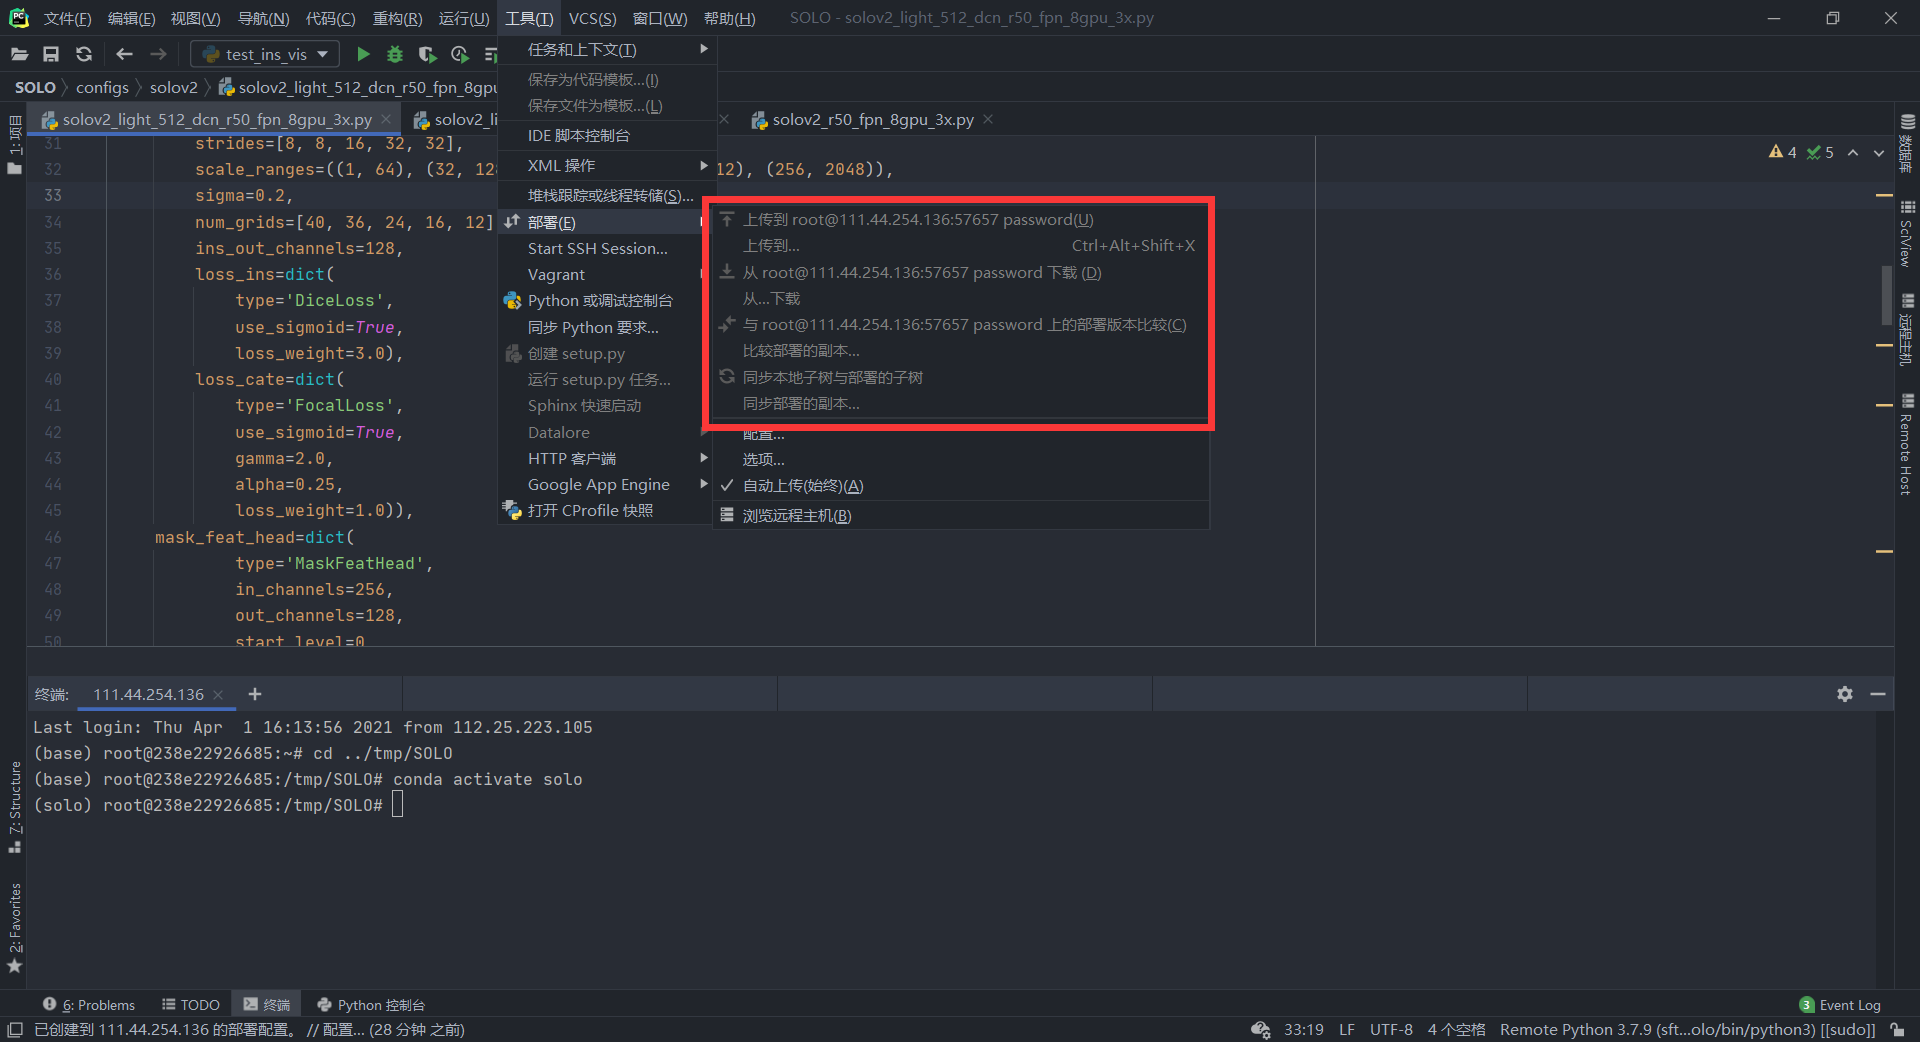 文件(F) 编辑(E) 视图(V) 导航(N) 代码(C) 重构(R) 运行(U) 工具(T) VCS(S) 窗口(W) 帮助(H) SOLO - solov2_light_512_dcn_r50_fpn_8gpu_3x.py
test_ins_vis
SOLO configs solov2 solov2_light_512_dcn_r50_fpn_8gpu
solov2_light_512_dcn_r50_fpn_8gpu_3x.py solov2_li solov2_r50_fpn_8gpu_3x.py
31 strides=[8, 8, 16, 32, 32],
32 scale_ranges=((1, 64), (32, 128 12), (256, 2048)),
33 sigma=0.2,
34 num_grids=[40, 36, 24, 16, 12]
35 ins_out_channels=128,
36 loss_ins=dict(
37 type='DiceLoss',
38 use_sigmoid=True,
39 loss_weight=3.0),
40 loss_cate=dict(
41 type='FocalLoss',
42 use_sigmoid=True,
43 gamma=2.0,
44 alpha=0.25,
45 loss_weight=1.0)),
46 mask_feat_head=dict(
47 type='MaskFeatHead',
48 in_channels=256,
49 out_channels=128,
50 start_level=0
4 5
任务和上下文(T)
保存为代码模板...(I)
保存文件为模板...(L)
IDE 脚本控制台
XML 操作
堆栈跟踪或线程转储(S)...
部署(E)
Start SSH Session...
Vagrant
Python 或调试控制台
同步 Python 要求...
创建 setup.py
运行 setup.py 任务...
Sphinx 快速启动
Datalore
HTTP 客户端
Google App Engine
打开 CProfile 快照
上传到 root@111.44.254.136:57657 password(U)
上传到... Ctrl+Alt+Shift+X
从 root@111.44.254.136:57657 password 下载 (D)
从...下载
与 root@111.44.254.136:57657 password 上的部署版本比较(C)
比较部署的副本...
同步本地子树与部署的子树
同步部署的副本...
配置...
选项...
自动上传(始终)(A)
浏览远程主机(B)
1: 项目
7: Structure
2: Favorites
数据库
SciView
远程主机
Remote Host
终端: 111.44.254.136
Last login: Thu Apr  1 16:13:56 2021 from 112.25.223.105
(base) root@238e22926685:~# cd ../tmp/SOLO
(base) root@238e22926685:/tmp/SOLO# conda activate solo
(solo) root@238e22926685:/tmp/SOLO#
6: Problems TODO 终端 Python 控制台 3 Event Log
已创建到 111.44.254.136 的部署配置。 // 配置... (28 分钟 之前) 33:19 LF UTF-8 4 个空格 Remote Python 3.7.9 (sft...olo/bin/python3) [[sudo]]